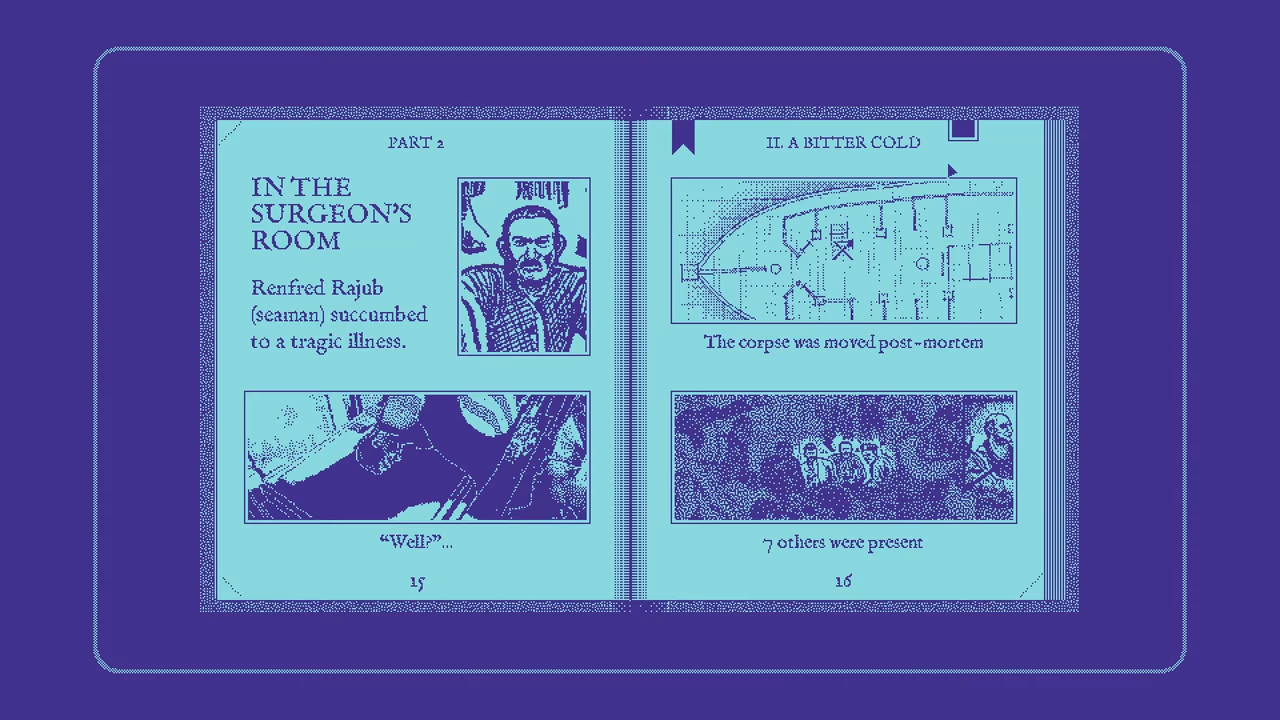 PART 2
IN THE
SURGEON'S
ROOM
Renfred Rajub
(seaman) succumbed
to a tragic illness.
“Well?”...
15
II. A BITTER COLD
The corpse was moved post-mortem
7 others were present
16